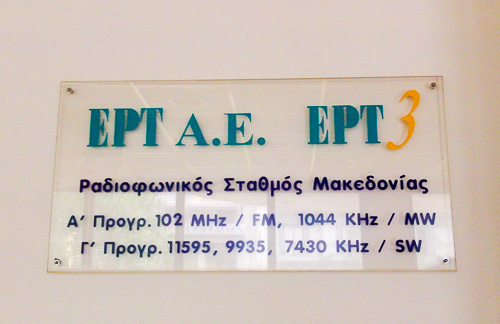 ΕΡΤ Α.Ε. ΕΡΤ3
Ραδιοφωνικός Σταθμός Μακεδονίας
Α' Προγρ. 102 MHz / FM, 1044 KHz / MW
Γ' Προγρ. 11595, 9935, 7430 KHz / SW